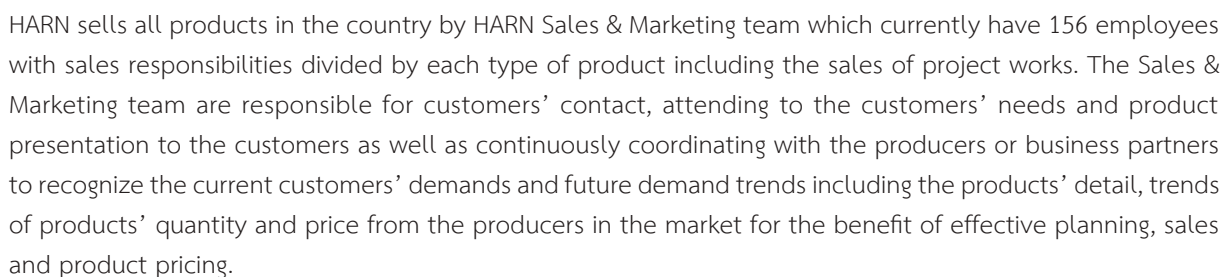 HARN sells all products in the country by HARN Sales & Marketing team which currently have 156 employees
with sales responsibilities divided by each type of product including the sales of project works. The Sales &
Marketing team are responsible for customers’ contact, attending to the customers’ needs and product
presentation to the customers as well as continuously coordinating with the producers or business partners
to recognize the current customers’ demands and future demand trends including the products’ detail, trends
of products’ quantity and price from the producers in the market for the benefit of effective planning, sales
and product pricing.